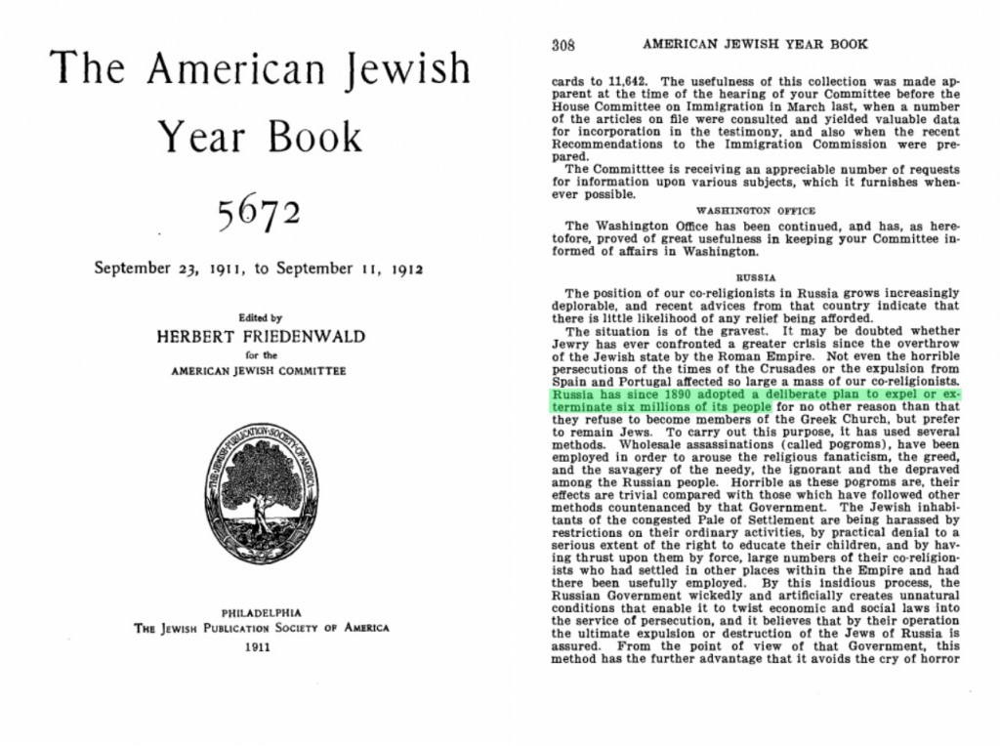 The American Jewish
Year Book
5672
September 23, 1911, to September 11, 1912
Edited by
HERBERT FRIEDENWALD
for the
AMERICAN JEWISH COMMITTEE
THE JEWISH PUBLICATION SOCIETY OF AMERICA
PHILADELPHIA
THE JEWISH PUBLICATION SOCIETY OF AMERICA
1911
308 AMERICAN JEWISH YEAR BOOK
cards to 11,642. The usefulness of this collection was made ap-
parent at the time of the hearing of your Committee before the
House Committee on Immigration in March last, when a number
of the articles on file were consulted and yielded valuable data
for incorporation in the testimony, and also when the recent
Recommendations to the Immigration Commission were pre-
pared.
The Committtee is receiving an appreciable number of requests
for information upon various subjects, which it furnishes when-
ever possible.
WASHINGTON OFFICE
The Washington Office has been continued, and has, as here-
tofore, proved of great usefulness in keeping your Committee in-
formed of affairs in Washington.
RUSSIA
The position of our co-religionists in Russia grows increasingly
deplorable, and recent advices from that country indicate that
there is little likelihood of any relief being afforded.
The situation is of the gravest. It may be doubted whether
Jewry has ever confronted a greater crisis since the overthrow
of the Jewish state by the Roman Empire. Not even the horrible
persecutions of the times of the Crusades or the expulsion from
Spain and Portugal affected so large a mass of our co-religionists.
Russia has since 1890 adopted a deliberate plan to expel or ex-
terminate six millions of its people for no other reason than that
they refuse to become members of the Greek Church, but prefer
to remain Jews. To carry out this purpose, it has used several
methods. Wholesale assassinations (called pogroms), have been
employed in order to arouse the religious fanaticism, the greed,
and the savagery of the needy, the ignorant and the depraved
among the Russian people. Horrible as these pogroms are, their
effects are trivial compared with those which have followed other
methods countenanced by that Government. The Jewish inhabi-
tants of the congested Pale of Settlement are being harassed by
restrictions on their ordinary activities, by practical denial to a
serious extent of the right to educate their children, and by hav-
ing thrust upon them by force, large numbers of their co-religion-
ists who had settled in other places within the Empire and had
there been usefully employed. By this insidious process, the
Russian Government wickedly and artificially creates unnatural
conditions that enable it to twist economic and social laws into
the service of persecution, and it believes that by their operation
the ultimate expulsion or destruction of the Jews of Russia is
assured. From the point of view of that Government, this
method has the further advantage that it avoids the cry of horror